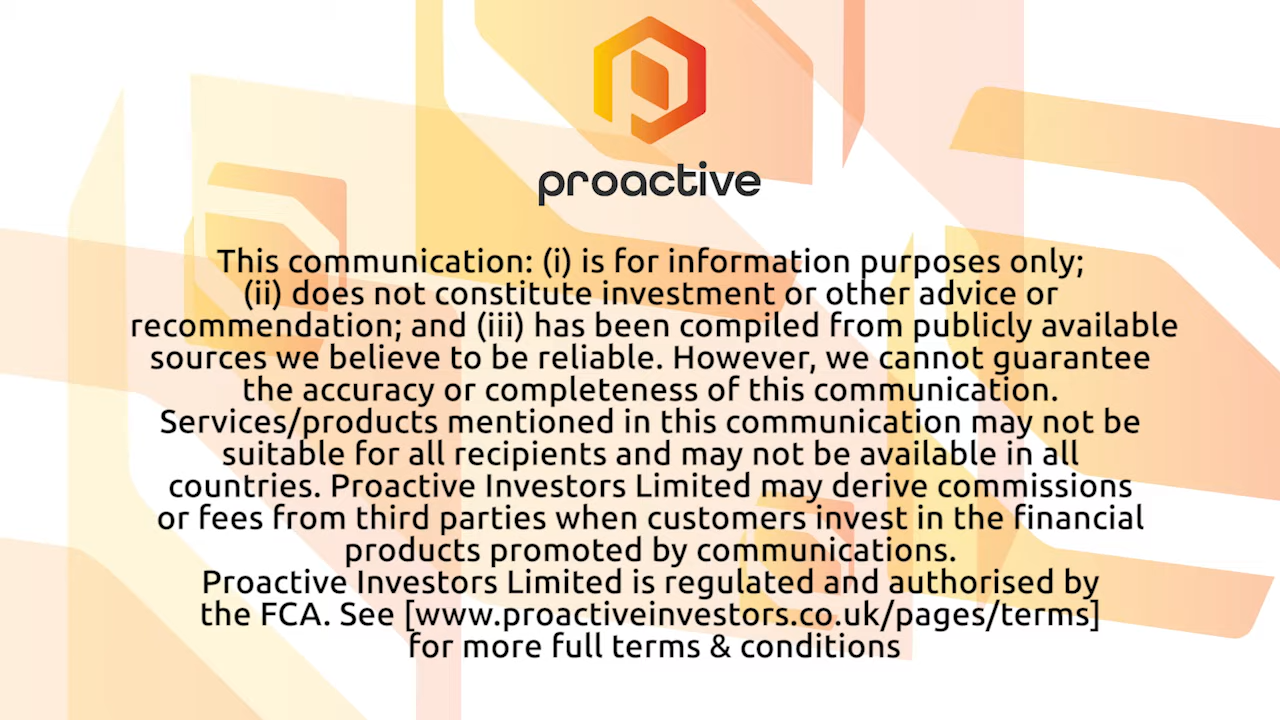 proactive
This communication: (i) is for information purposes only;
(ii) does not constitute investment or other advice or
recommendation; and (iii) has been compiled from publicly available
sources we believe to be reliable. However, we cannot guarantee
the accuracy or completeness of this communication.
Services/products mentioned in this communication may not be
suitable for all recipients and may not be available in all
countries. Proactive Investors Limited may derive commissions
or fees from third parties when customers invest in the financial
products promoted by communications.
Proactive Investors Limited is regulated and authorised by
the FCA. See [www.proactiveinvestors.co.uk/pages/terms]
for more full terms & conditions